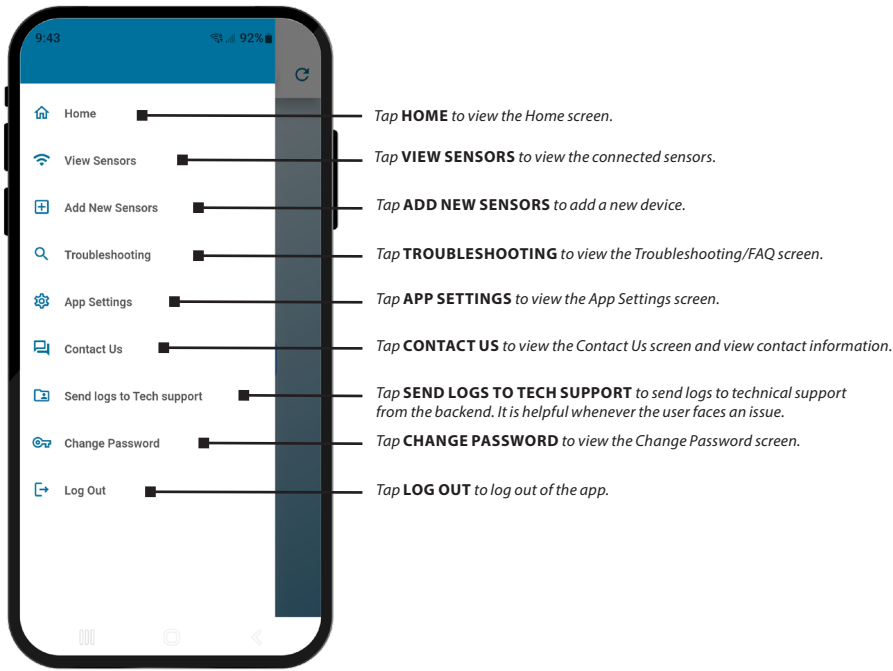 9:43 92%
Home
Tap HOME to view the Home screen.
View Sensors
Tap VIEW SENSORS to view the connected sensors.
Add New Sensors
Tap ADD NEW SENSORS to add a new device.
Troubleshooting
Tap TROUBLESHOOTING to view the Troubleshooting/FAQ screen.
App Settings
Tap APP SETTINGS to view the App Settings screen.
Contact Us
Tap CONTACT US to view the Contact Us screen and view contact information.
Send logs to Tech support
Tap SEND LOGS TO TECH SUPPORT to send logs to technical support
from the backend. It is helpful whenever the user faces an issue.
Change Password
Tap CHANGE PASSWORD to view the Change Password screen.
Log Out
Tap LOG OUT to log out of the app.